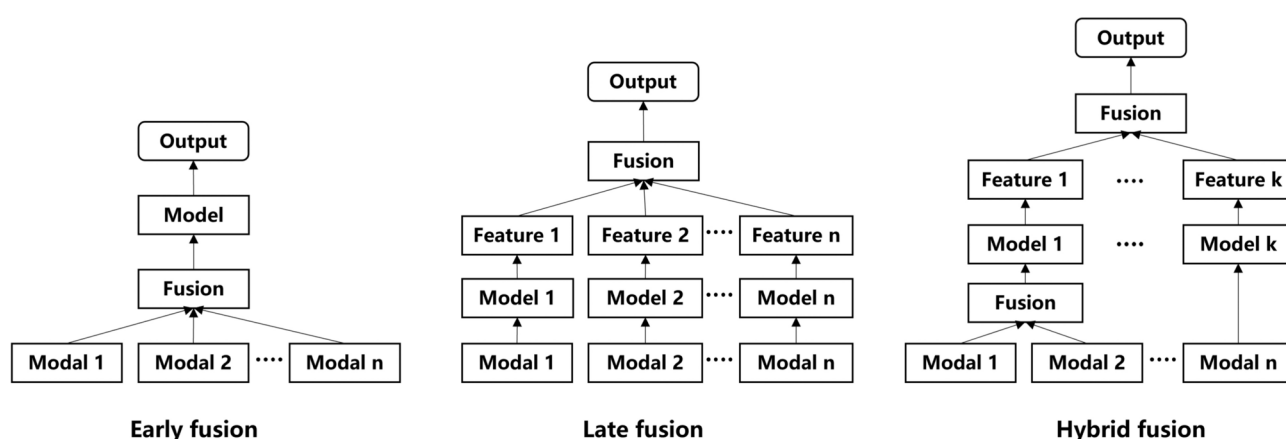 Output
Model
Fusion
Modal 1 Modal 2 •••• Modal n
Early fusion
Output
Fusion
Feature 1 Feature 2 •••• Feature n
Model 1 Model 2 •••• Model n
Modal 1 Modal 2 •••• Modal n
Late fusion
Output
Fusion
Feature 1 •••• Feature k
Model 1 •••• Model k
Fusion
Modal 1 Modal 2 •••• Modal n
Hybrid fusion